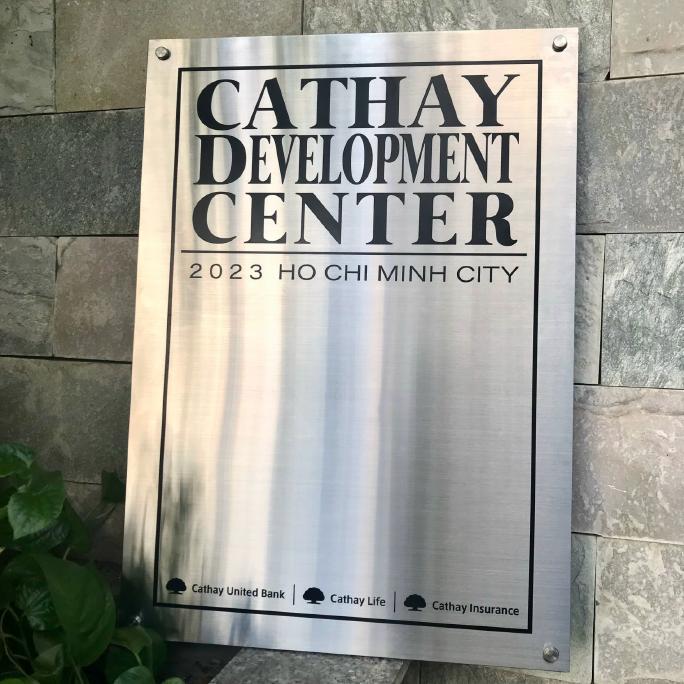 CATHAY
DEVELOPMENT
CENTER
2023 HO CHI MINH CITY
Cathay United Bank | Cathay Life | Cathay Insurance